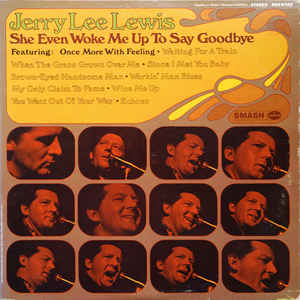 Jerry Lee Lewis
She Even Woke Me Up To Say Goodbye
Featuring: Once More With Feeling • Waiting For A Train
When The Grass Grows Over Me • Since I Met You Baby
Brown-Eyed Handsome Man • Workin' Man Blues
My Only Claim To Fame • Wine Me Up
You Went Out Of Your Way • Echoes
SMASH